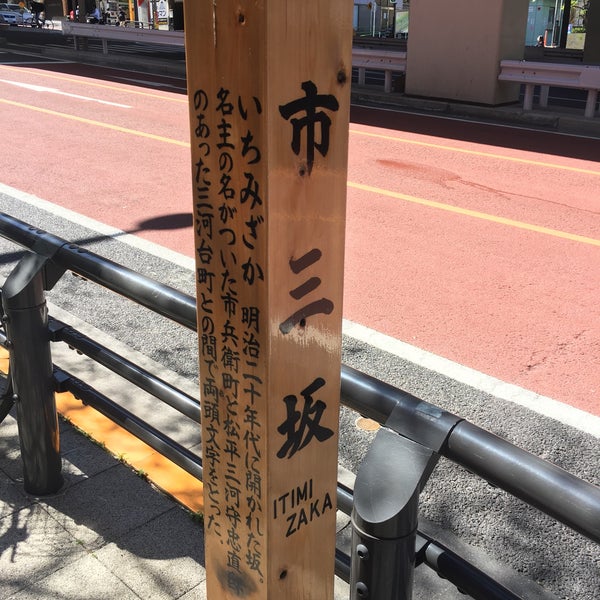 市三坂
ITIMI
ZAKA
いちみざか 明治二十年代に開かれた坂。
名主の名がついた市兵衛町と松平三河守忠直邸
のあった三河台町との間で両頭文字をとった。